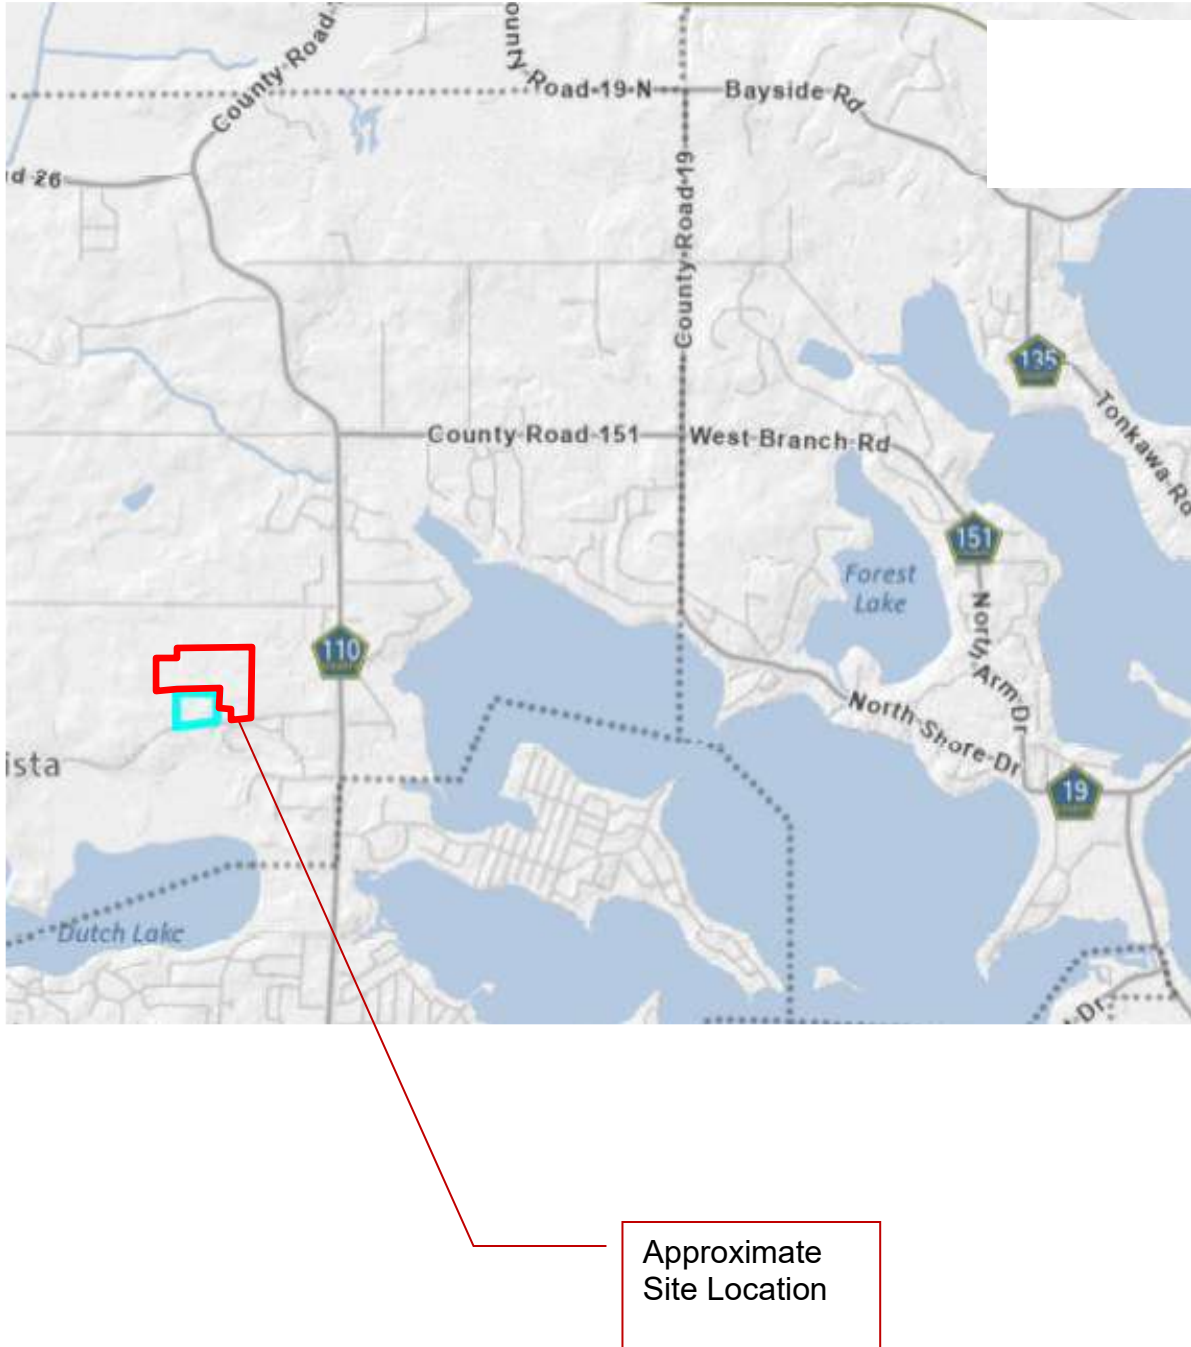 County Road
unty Road 19 N
Bayside Rd
d 26
County Road 19
135
Tonkawa Rd
County Road 151
West Branch Rd
151
Forest
Lake
North Arm Dr
110
North Shore Dr
ista
19
Dutch Lake
Dr
Approximate
Site Location